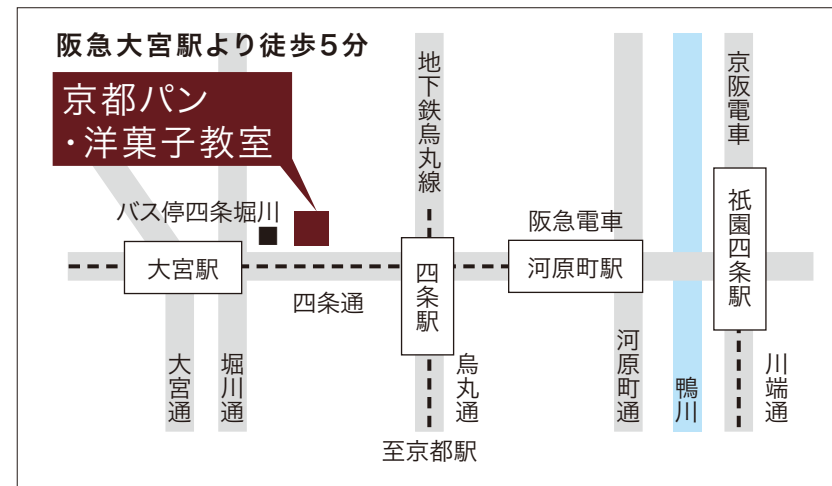 阪急大宮駅より徒歩5分
京都パン
・洋菓子教室
地下鉄烏丸線
京阪電車
バス停四条堀川
阪急電車
大宮駅
四条駅
河原町駅
祇園四条駅
四条通
大宮通
堀川通
烏丸通
河原町通
鴨川
川端通
至京都駅